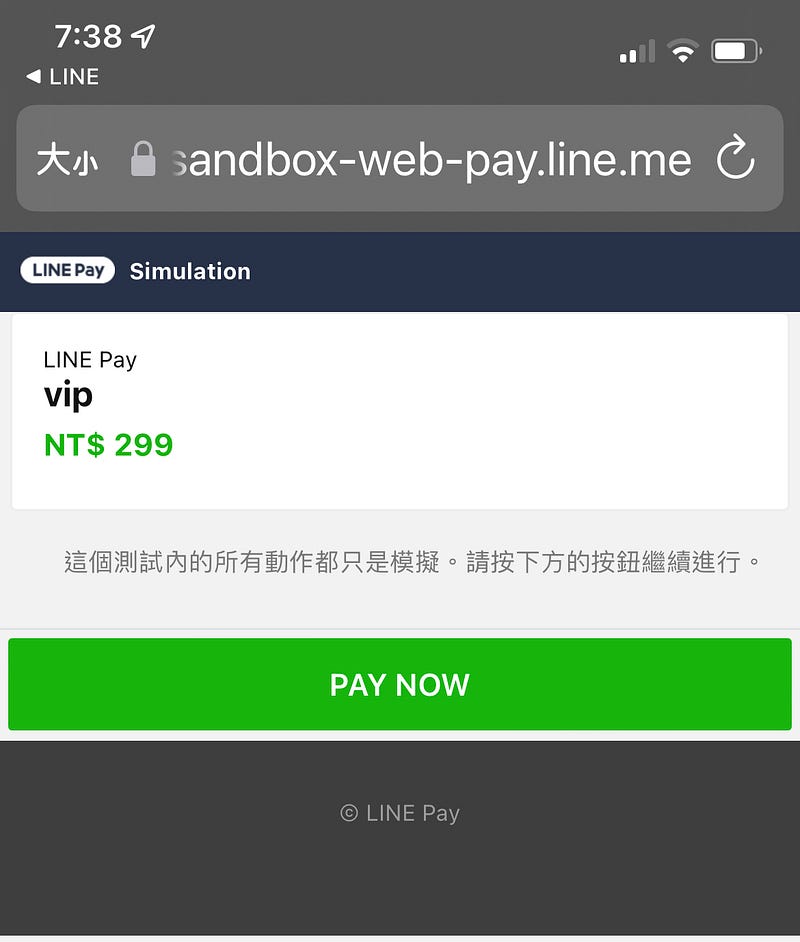 7:38
LINE
大小 sandbox-web-pay.line.me
LINE Pay Simulation
LINE Pay
vip
NT$ 299
這個測試內的所有動作都只是模擬。請按下方的按鈕繼續進行。
PAY NOW
© LINE Pay